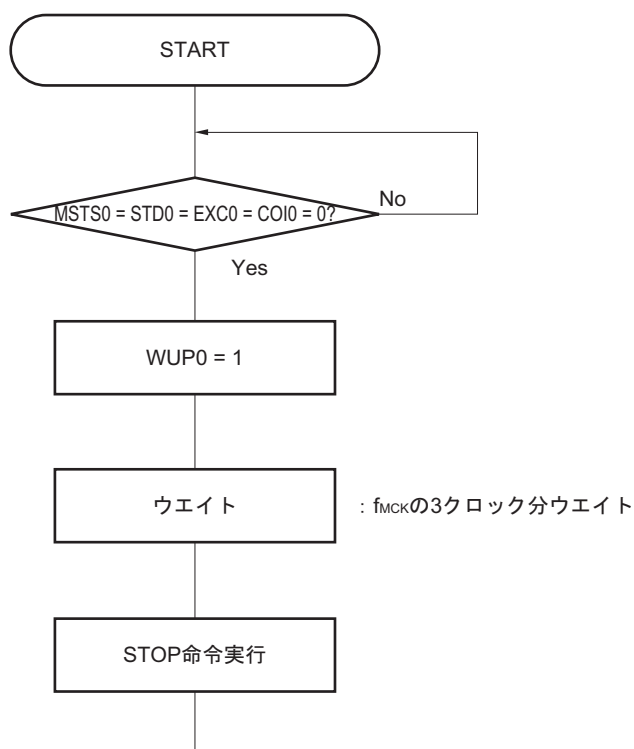 START
MSTS0 = STD0 = EXC0 = COI0 = 0?
No
Yes
WUP0 = 1
ウエイト
：fMCKの3クロック分ウエイト
STOP命令実行